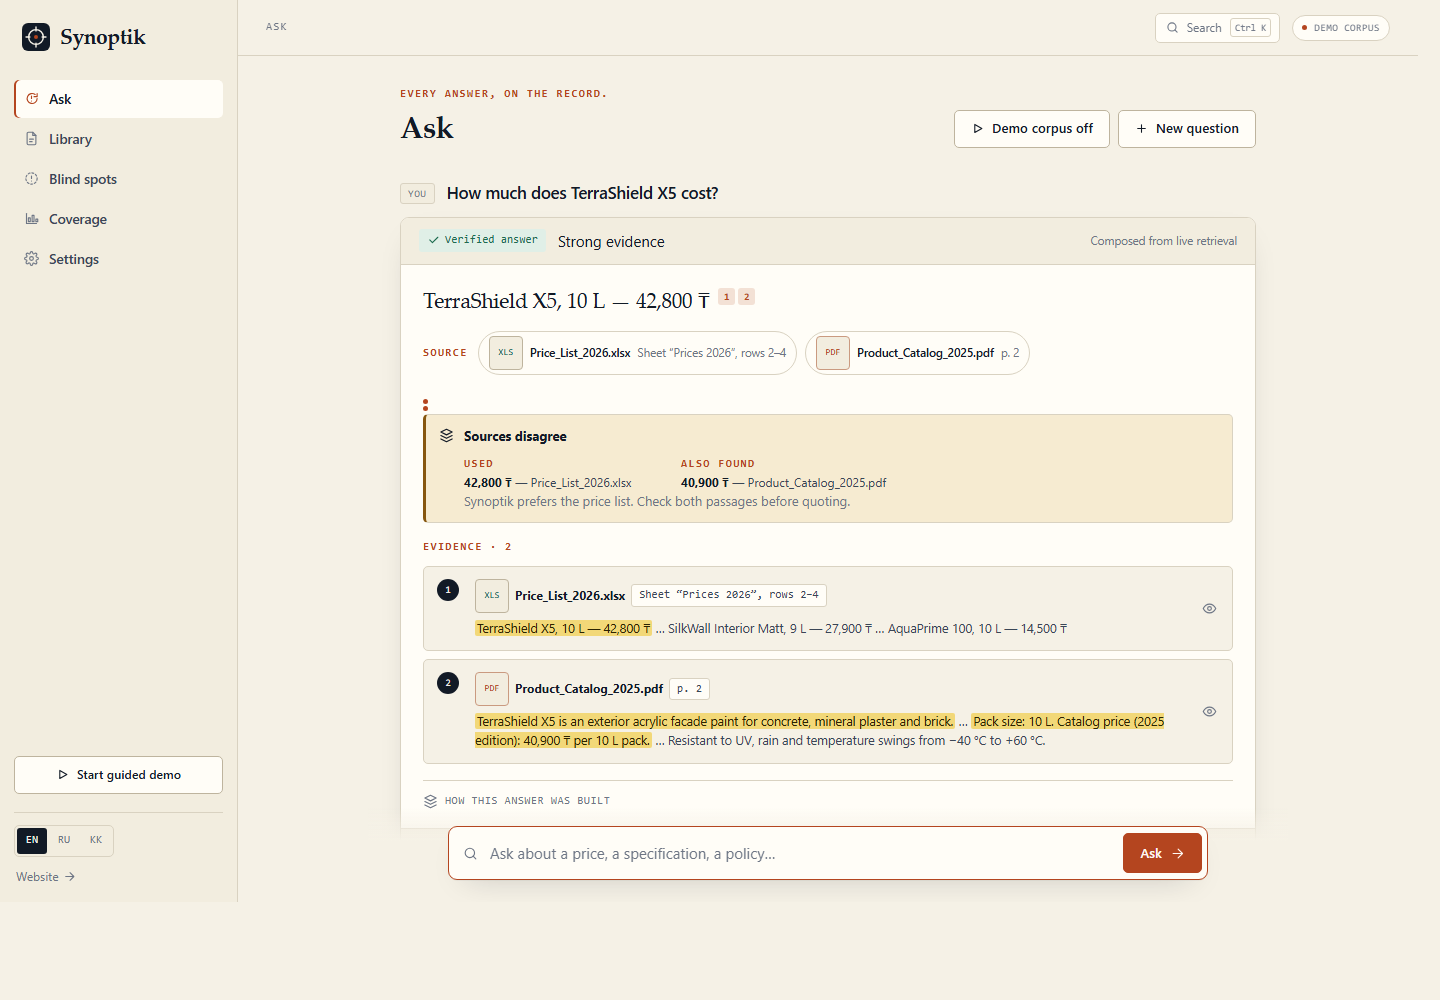 Synoptik
ASK
Search Ctrl K
DEMO CORPUS
Ask
Library
Blind spots
Coverage
Settings
EVERY ANSWER, ON THE RECORD.
Ask
Demo corpus off
New question
YOU How much does TerraShield X5 cost?
Verified answer Strong evidence Composed from live retrieval
TerraShield X5, 10 L — 42,800 ₸ 1 2
SOURCE XLS Price_List_2026.xlsx Sheet “Prices 2026”, rows 2–4 PDF Product_Catalog_2025.pdf p. 2
Sources disagree
USED ALSO FOUND
42,800 ₸ — Price_List_2026.xlsx 40,900 ₸ — Product_Catalog_2025.pdf
Synoptik prefers the price list. Check both passages before quoting.
EVIDENCE · 2
1 XLS Price_List_2026.xlsx Sheet “Prices 2026”, rows 2–4
TerraShield X5, 10 L — 42,800 ₸ ... SilkWall Interior Matt, 9 L — 27,900 ₸ ... AquaPrime 100, 10 L — 14,500 ₸
2 PDF Product_Catalog_2025.pdf p. 2
TerraShield X5 is an exterior acrylic facade paint for concrete, mineral plaster and brick. ... Pack size: 10 L. Catalog price (2025
edition): 40,900 ₸ per 10 L pack. ... Resistant to UV, rain and temperature swings from −40 °C to +60 °C.
HOW THIS ANSWER WAS BUILT
Ask about a price, a specification, a policy...
Ask
Start guided demo
EN RU KK
Website